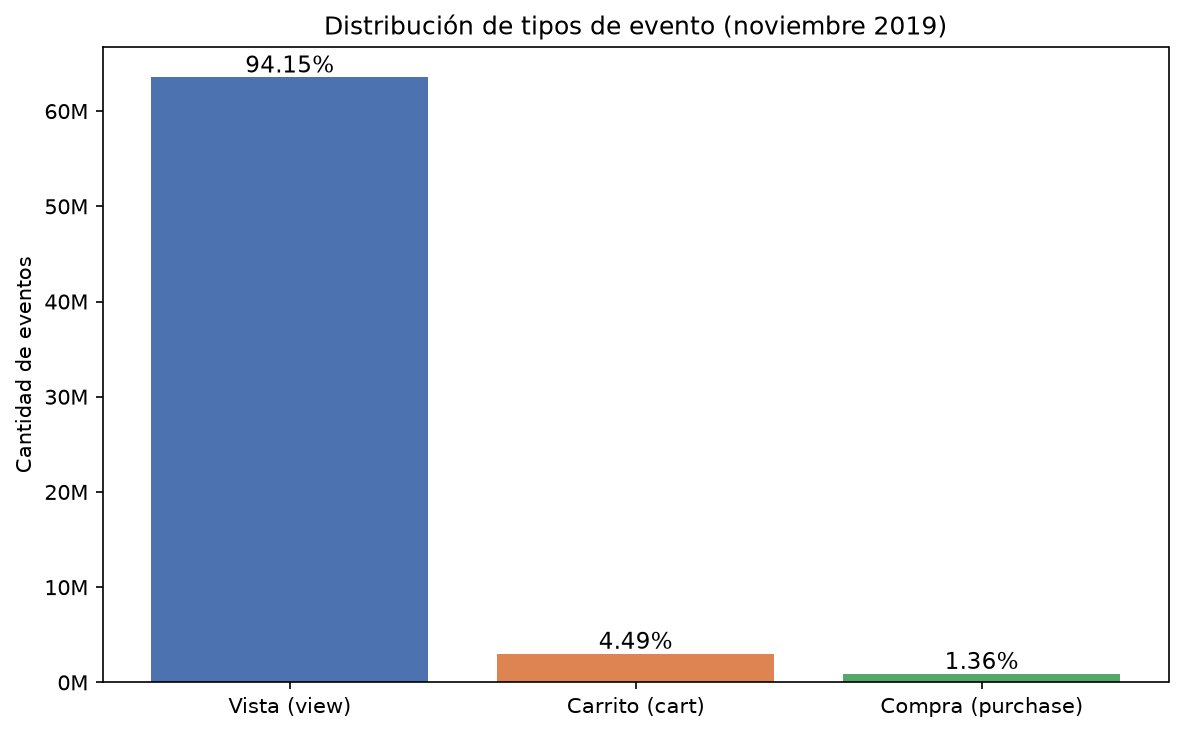 Distribución de tipos de evento (noviembre 2019)
94.15%
4.49%
1.36%
Cantidad de eventos
60M
50M
40M
30M
20M
10M
0M
Vista (view)
Carrito (cart)
Compra (purchase)